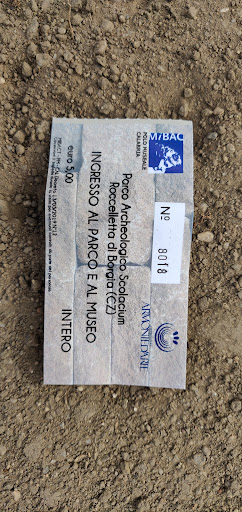 MiBAC
POLO MUSEALE
CALABRIA
N° 8018
ARMONIE D'ARTE
Parco Archeologico Scolacium
Roccelletta di Borgia (CZ)
INGRESSO AL PARCO E AL MUSEO
euro 5,00
INTERO